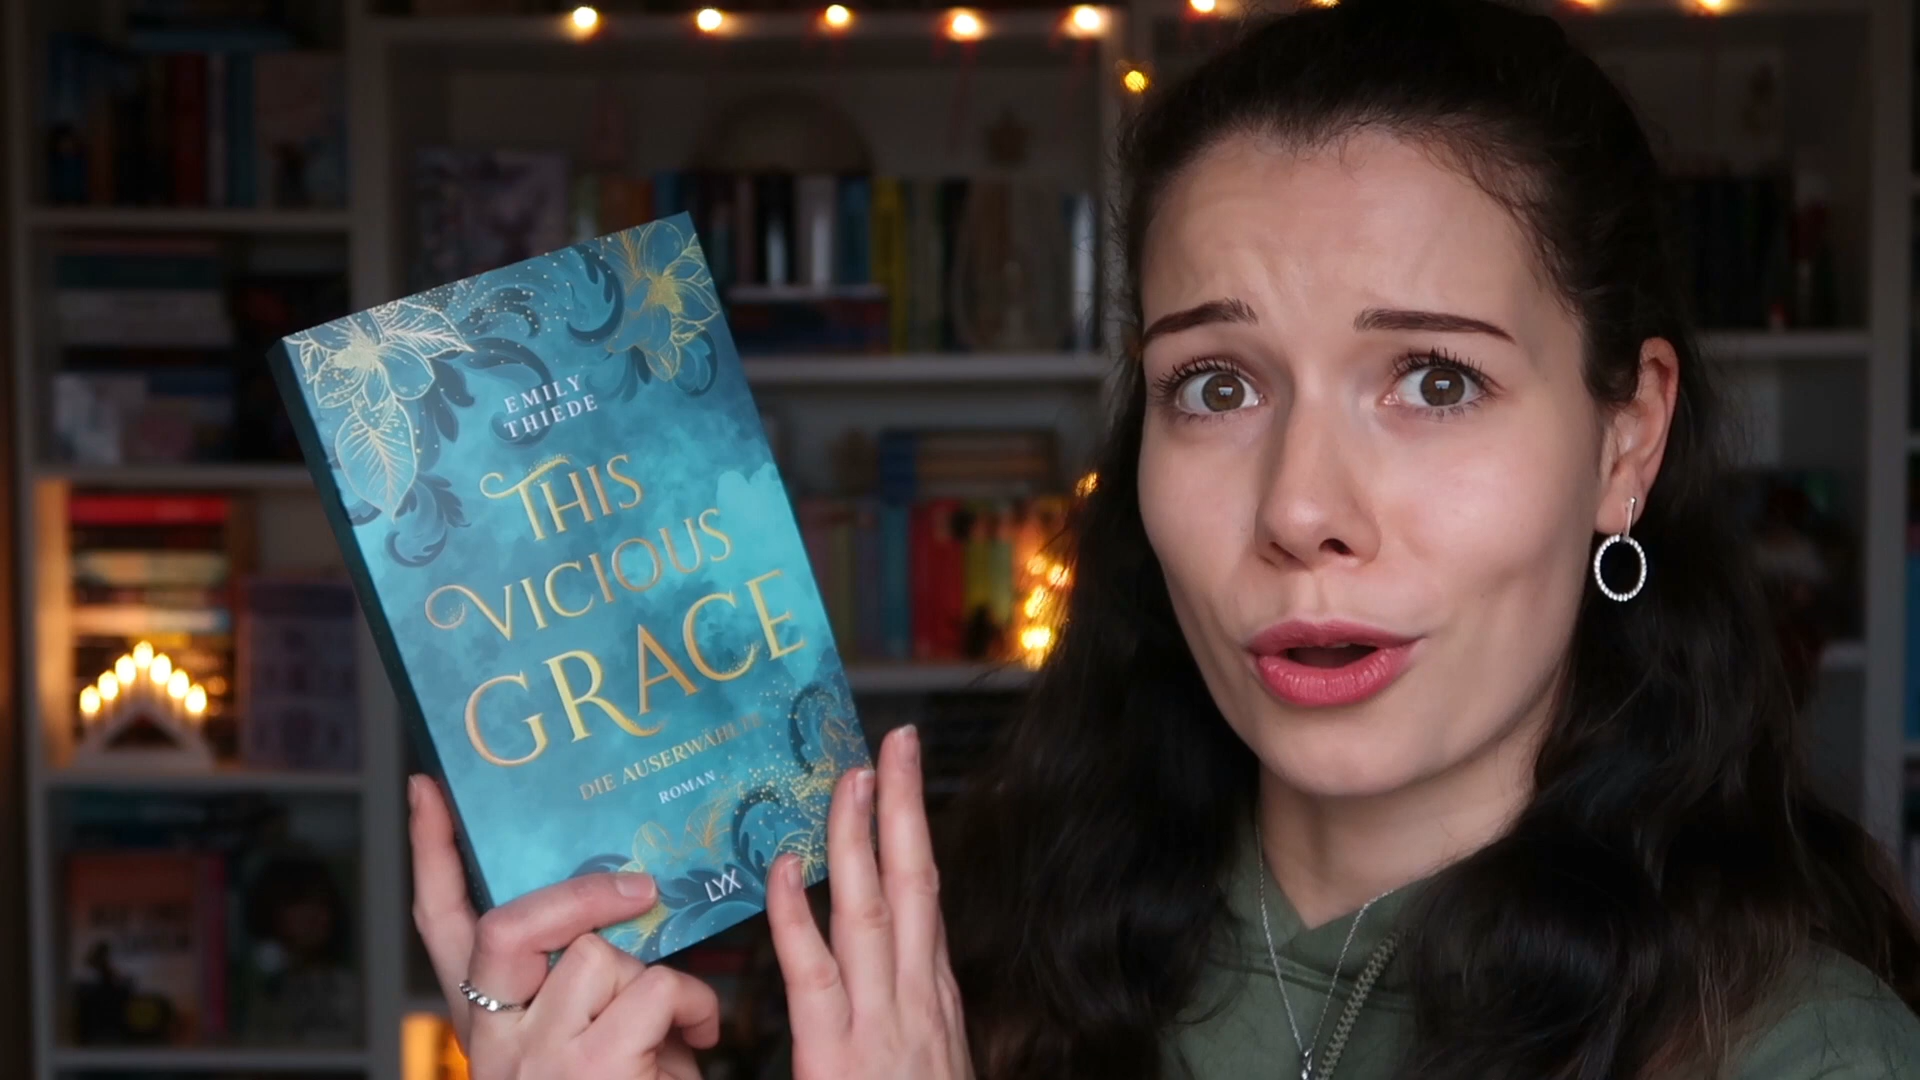 EMILY
THIEDE
THIS
VICIOUS
GRACE
DIE AUSERWÄHLTE
ROMAN
LYX